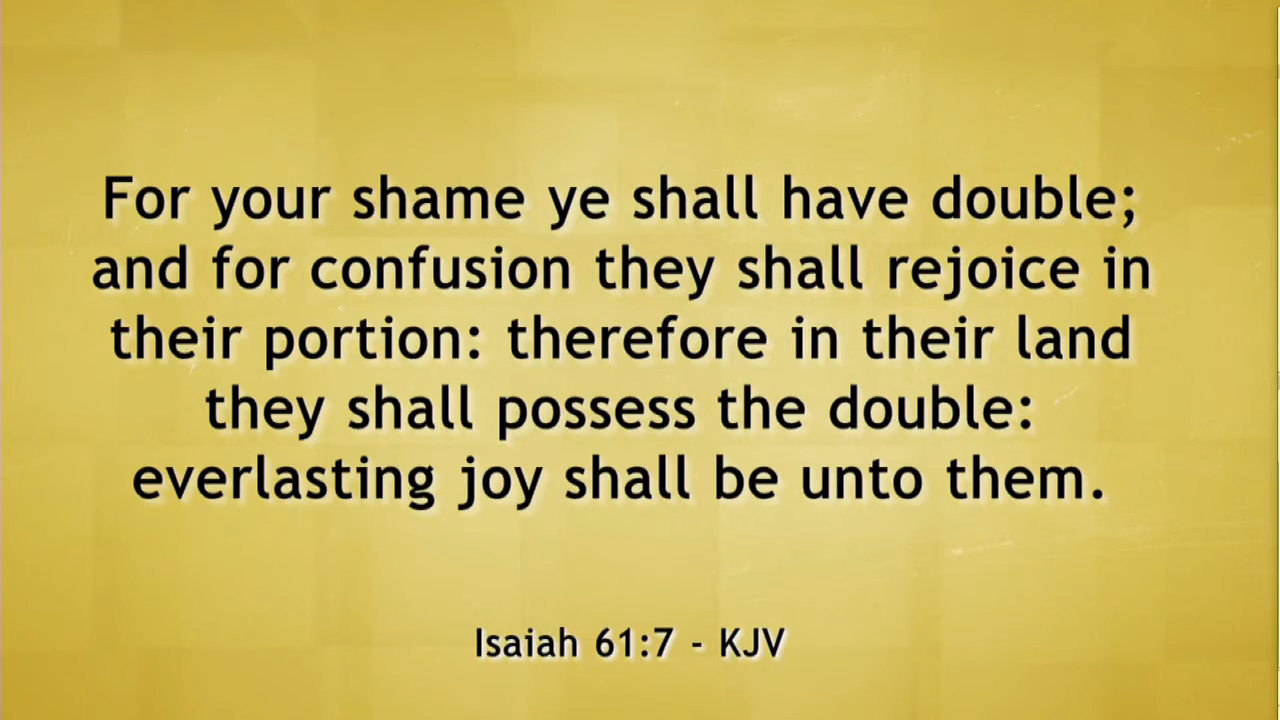 For your shame ye shall have double;
and for confusion they shall rejoice in
their portion: therefore in their land
they shall possess the double:
everlasting joy shall be unto them.
Isaiah 61:7 - KJV